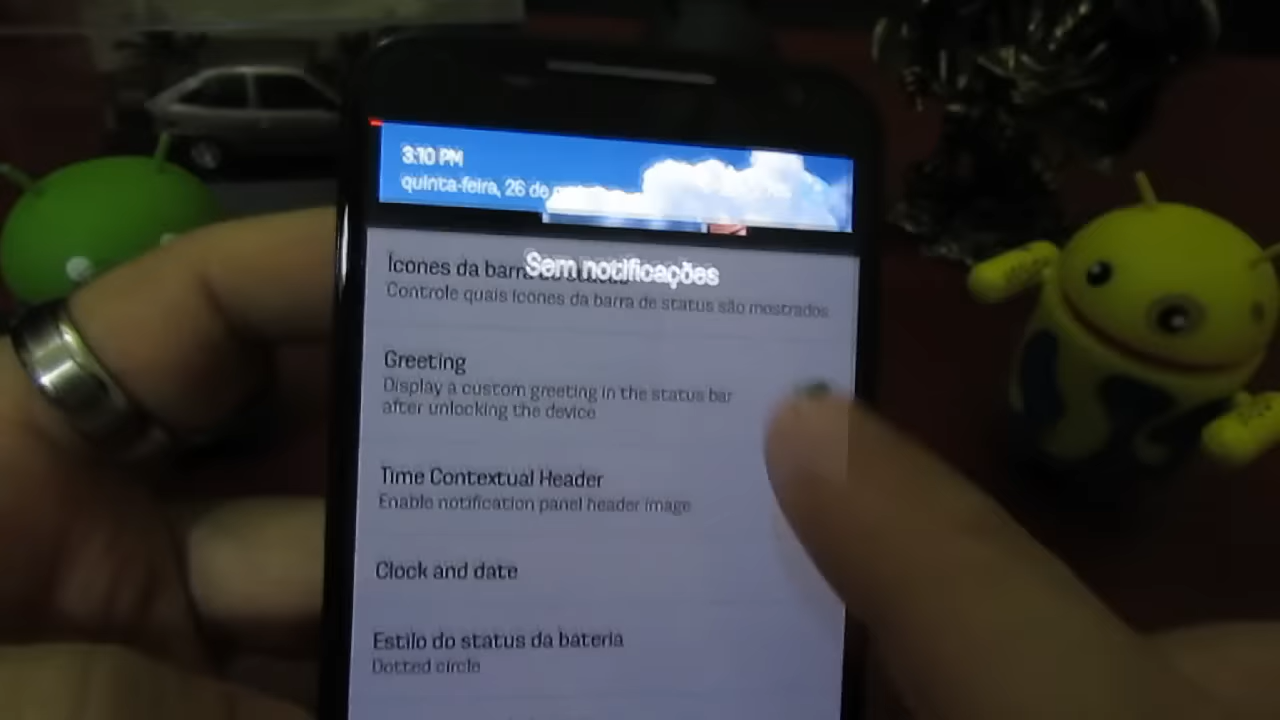 3:10 PM
quinta-feira, 26 de
Sem notificações
Ícones da barra
Controle quais ícones da barra de status são mostrados
Greeting
Display a custom greeting in the status bar
after unlocking the device
Time Contextual Header
Enable notification panel header image
Clock and date
Estilo do status da bateria
Dotted circle